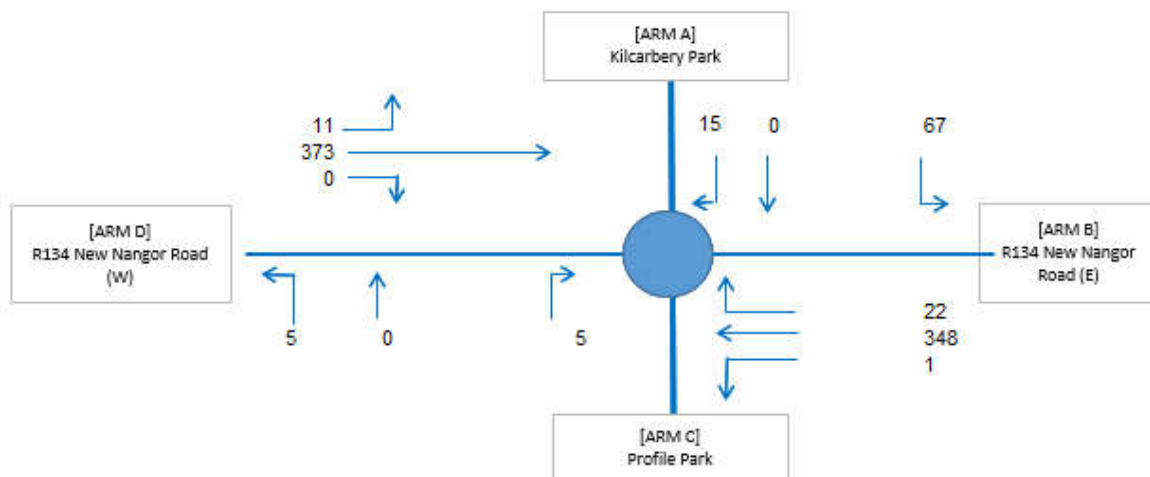 [ARM A]
Kilcarbery Park
15 0 67
11
373
0
[ARM D]
R134 New Nangor Road
(W)
[ARM B]
R134 New Nangor
Road (E)
22
348
1
5 0 5
[ARM C]
Profile Park